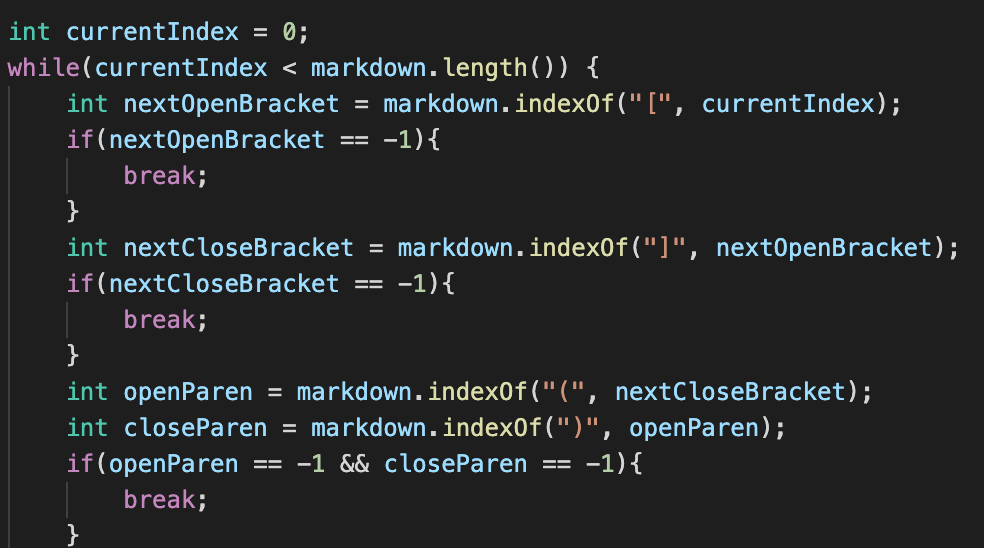 int currentIndex = 0;
while(currentIndex < markdown.length()) {
int nextOpenBracket = markdown.indexOf("[", currentIndex);
if(nextOpenBracket == -1){
break;
}
int nextCloseBracket = markdown.indexOf("]", nextOpenBracket);
if(nextCloseBracket == -1){
break;
}
int openParen = markdown.indexOf("(", nextCloseBracket);
int closeParen = markdown.indexOf(")", openParen);
if(openParen == -1 && closeParen == -1){
break;
}